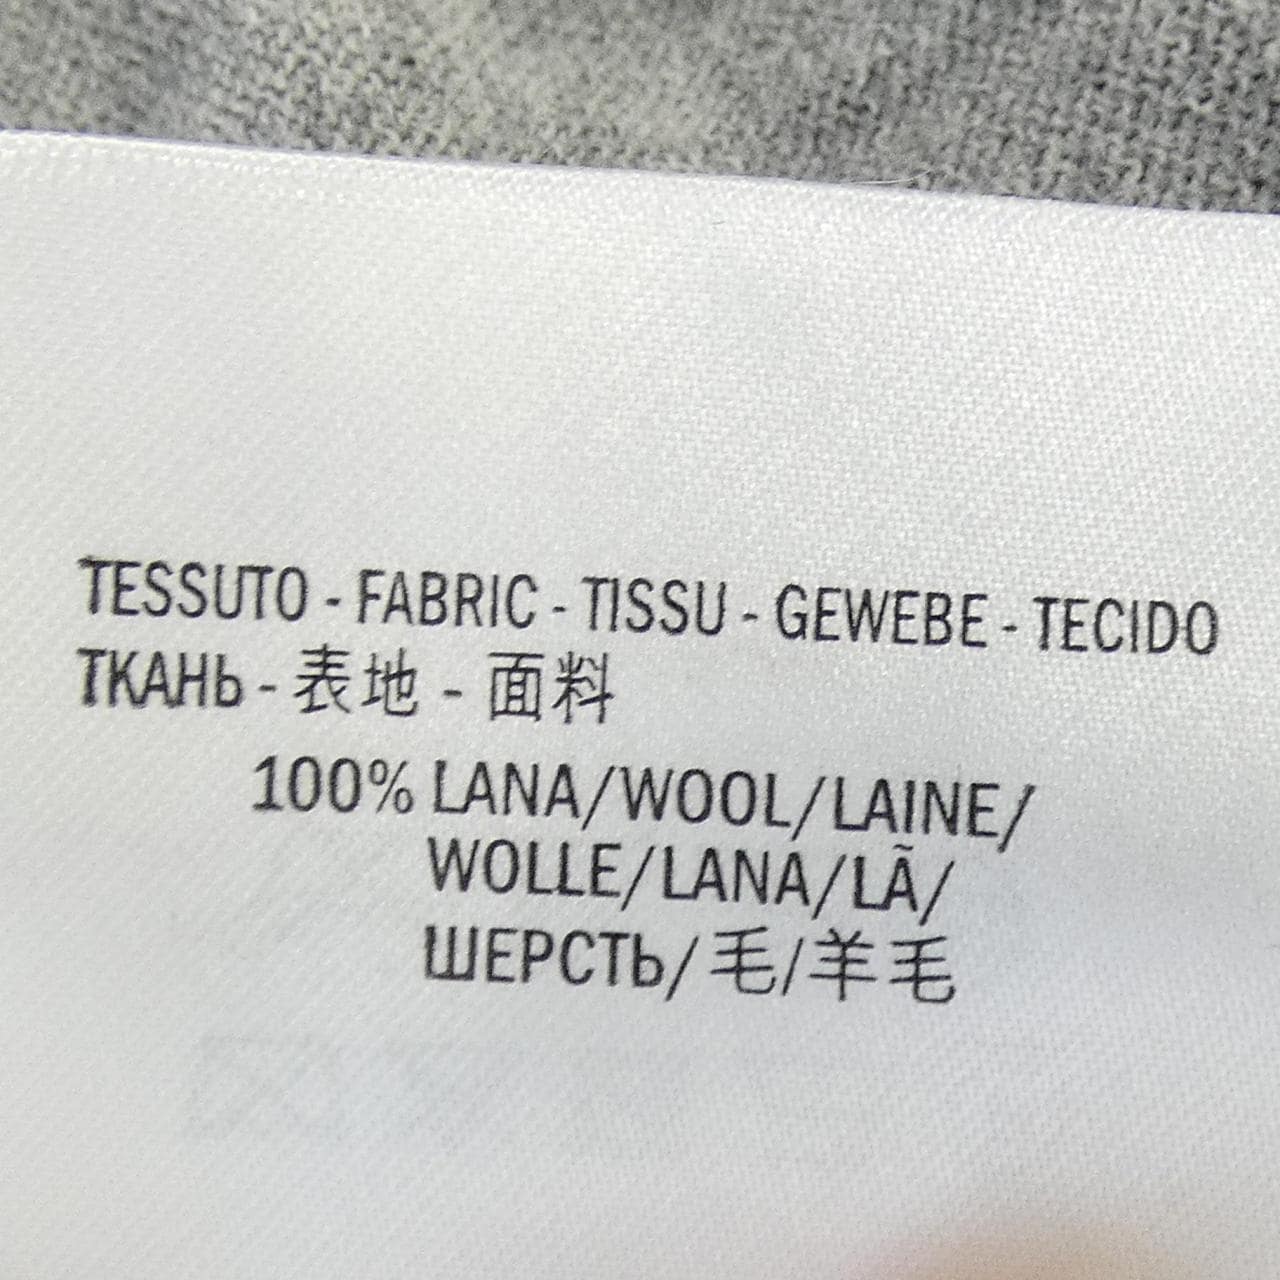 TESSUTO - FABRIC - TISSU - GEWEBE - TECIDO
ТКАНЬ - 表地 - 面料
100% LANA/WOOL/LAINE/
WOLLE/LANA/LÃ/
ШЕРСТЬ/毛/羊毛